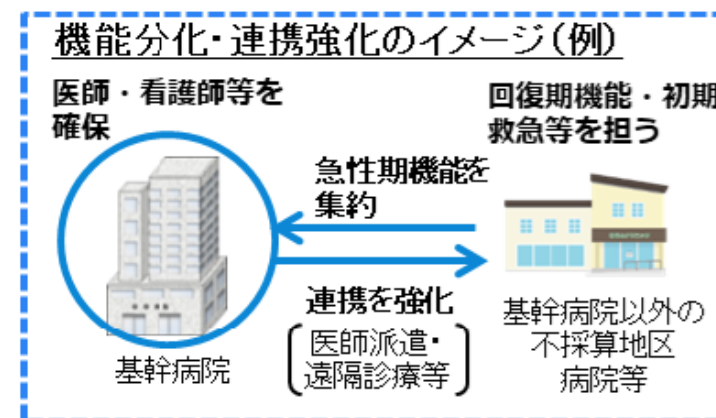 機能分化・連携強化のイメージ（例）
医師・看護師等を
確保
回復期機能・初期
救急等を担う
急性期機能を
集約
連携を強化
医師派遣・
遠隔診療等
基幹病院
基幹病院以外の
不採算地区
病院等